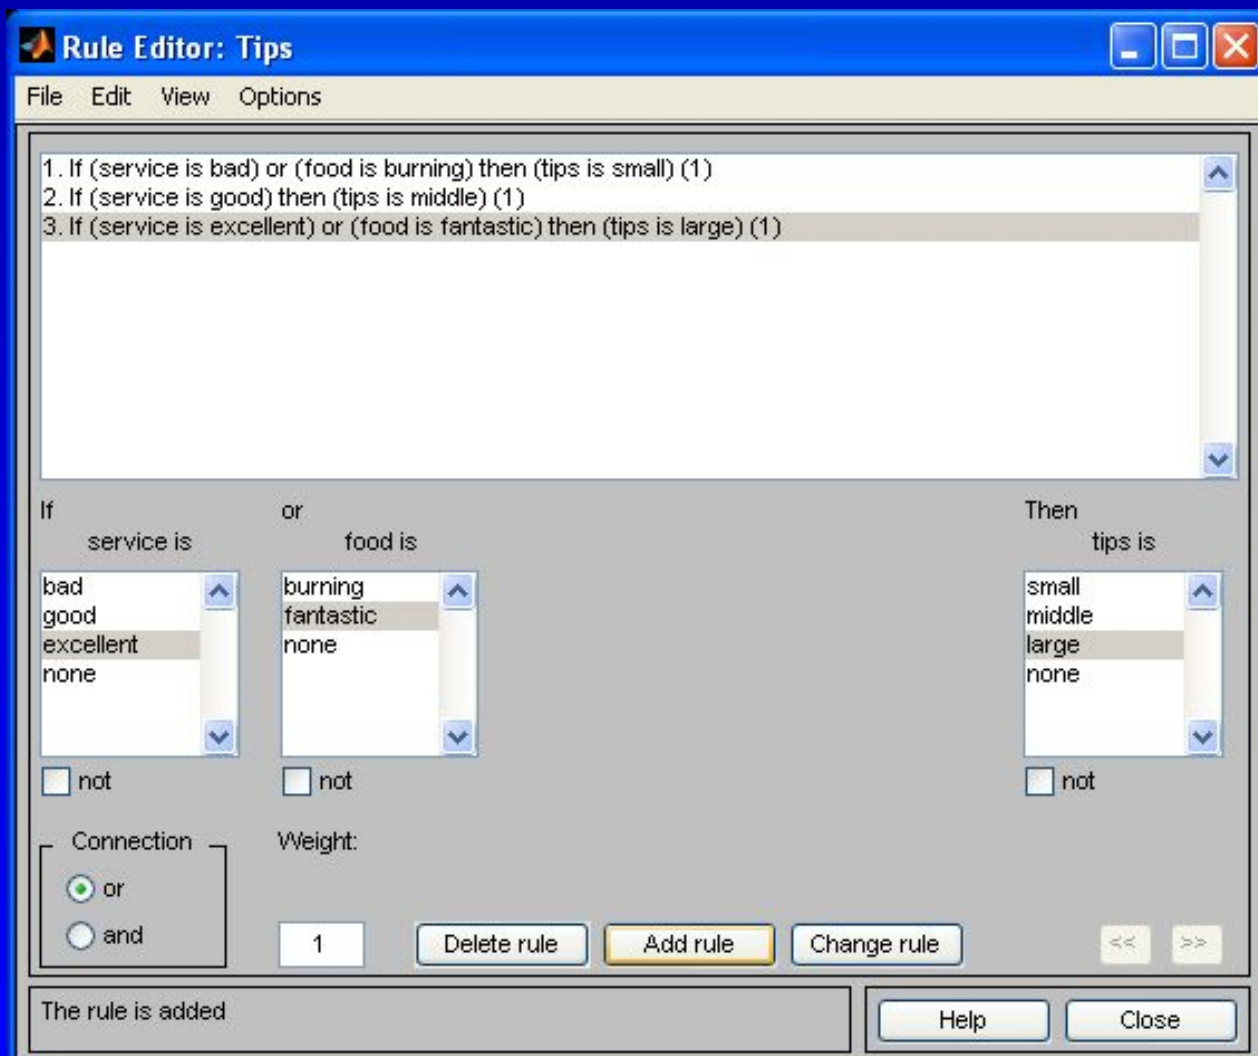 Rule Editor: Tips
File Edit View Options
1. If (service is bad) or (food is burning) then (tips is small) (1)
2. If (service is good) then (tips is middle) (1)
3. If (service is excellent) or (food is fantastic) then (tips is large) (1)
If or Then
service is food is tips is
bad burning small
good fantastic middle
excellent none large
none none
not not not
Connection Weight:
or
and 1 Delete rule Add rule Change rule << >>
The rule is added Help Close